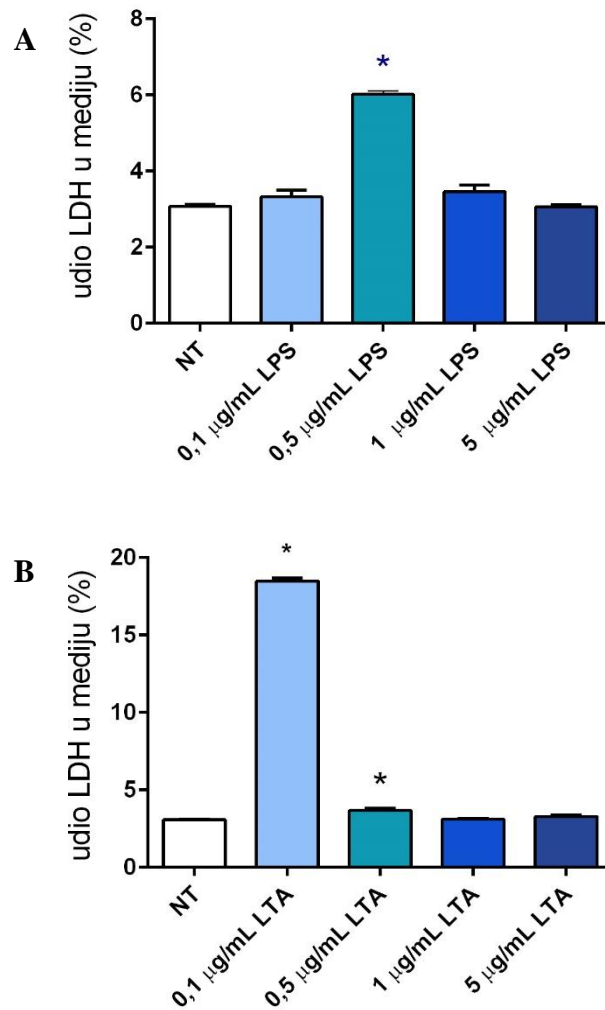 A
udio LDH u mediju (%)
8
6
4
2
0
*
NT
0,1 μg/mL LPS
0,5 μg/mL LPS
1 μg/mL LPS
5 μg/mL LPS
B
udio LDH u mediju (%)
20
15
10
5
0
*
*
NT
0,1 μg/mL LTA
0,5 μg/mL LTA
1 μg/mL LTA
5 μg/mL LTA